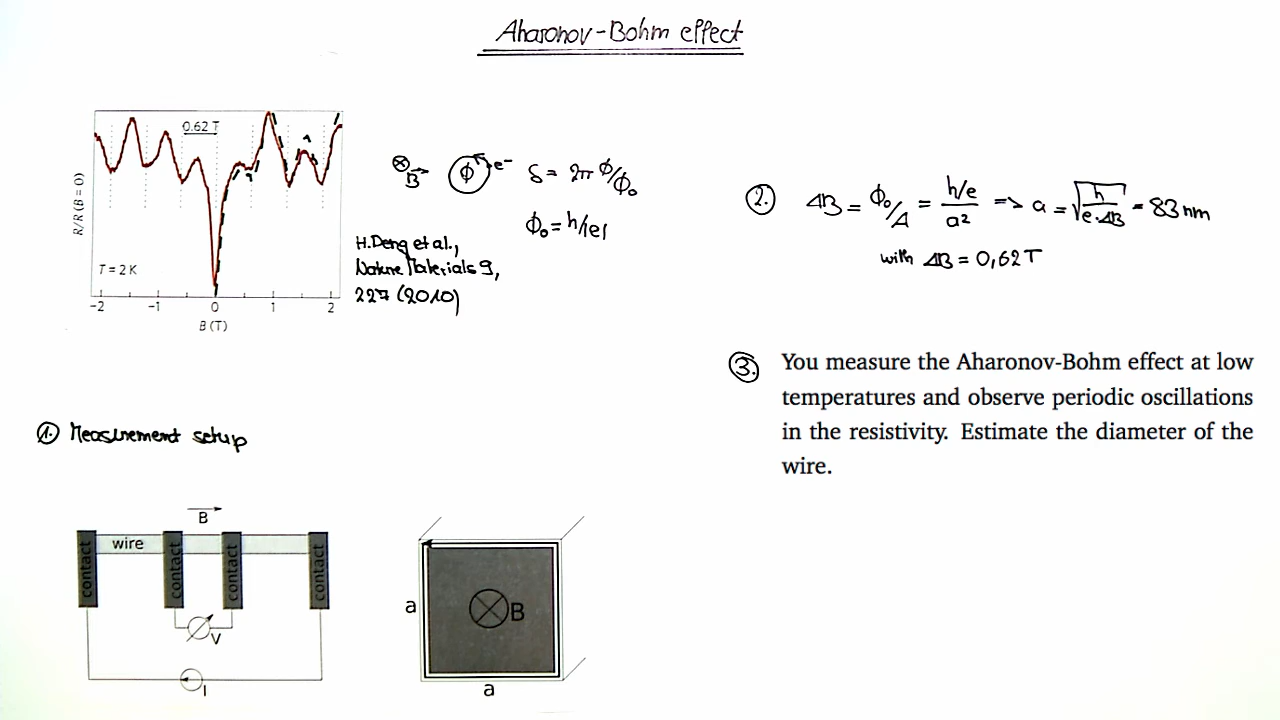 Aharonov-Bohm effect
0.62 T
R/R (B = 0)
T = 2 K
-2 -1 0 1 2
B (T)
H. Deng et al.,
Nature Materials 9,
227 (2010)
⊗ B Φ e⁻ δ = 2π Φ/Φ₀
Φ₀ = h/|e|
2. ΔB = Φ₀/A = (h/e)/a² => a = √(h/(e·ΔB)) = 83 nm
with ΔB = 0,62 T
3. You measure the Aharonov-Bohm effect at low
temperatures and observe periodic oscillations
in the resistivity. Estimate the diameter of the
wire.
1. Measurement setup
B
wire
contact
contact
contact
contact
V
I
a
B
a